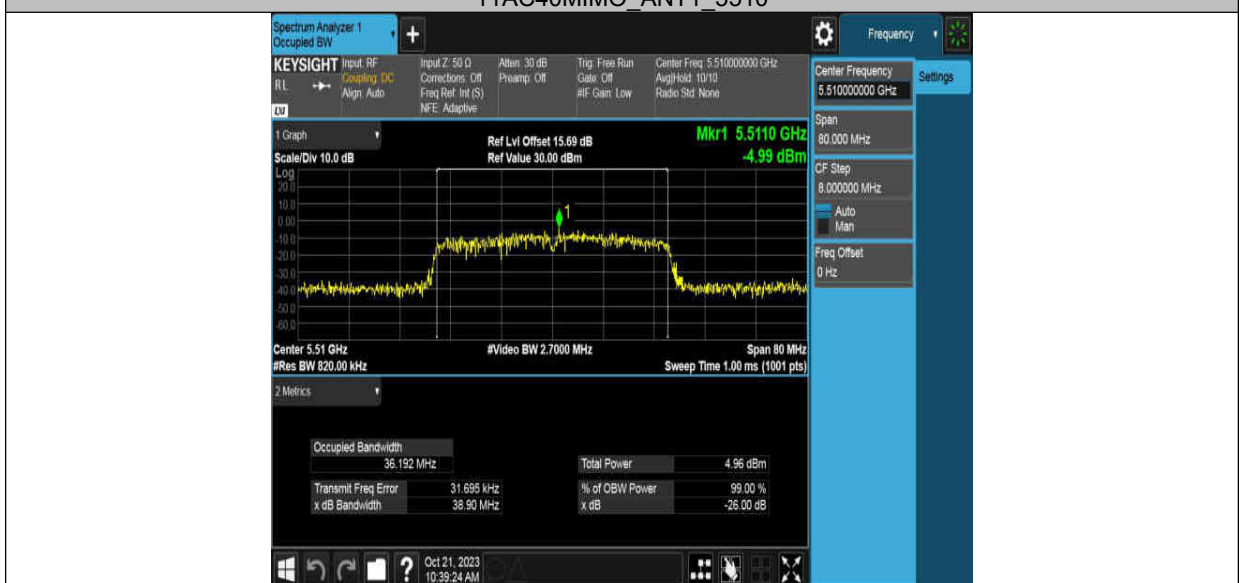 11AC40MIMO_ANT1_5510
Spectrum Analyzer 1
Occupied BW
+
Frequency
KEYSIGHT
RL
LXI
Input: RF
Coupling: DC
Align: Auto
Input Z: 50 Ω
Corrections: Off
Freq Ref: Int (S)
NFE: Adaptive
Atten: 30 dB
Preamp: Off
Trig: Free Run
Gate: Off
#IF Gain: Low
Center Freq: 5.510000000 GHz
Avg|Hold: 10/10
Radio Std: None
Center Frequency
5.510000000 GHz
Settings
Span
80.000 MHz
CF Step
8.000000 MHz
Auto
Man
Freq Offset
0 Hz
1 Graph
Scale/Div 10.0 dB
Ref Lvl Offset 15.69 dB
Ref Value 30.00 dBm
Mkr1 5.5110 GHz
-4.99 dBm
Log
20.0
10.0
0.00
-10.0
-20.0
-30.0
-40.0
-50.0
-60.0
1
Center 5.51 GHz
#Res BW 820.00 kHz
#Video BW 2.7000 MHz
Span 80 MHz
Sweep Time 1.00 ms (1001 pts)
2 Metrics
Occupied Bandwidth
36.192 MHz
Total Power 4.96 dBm
Transmit Freq Error 31.695 kHz
% of OBW Power 99.00 %
x dB Bandwidth 38.90 MHz
x dB -26.00 dB
?
Oct 21, 2023
10:39:24 AM